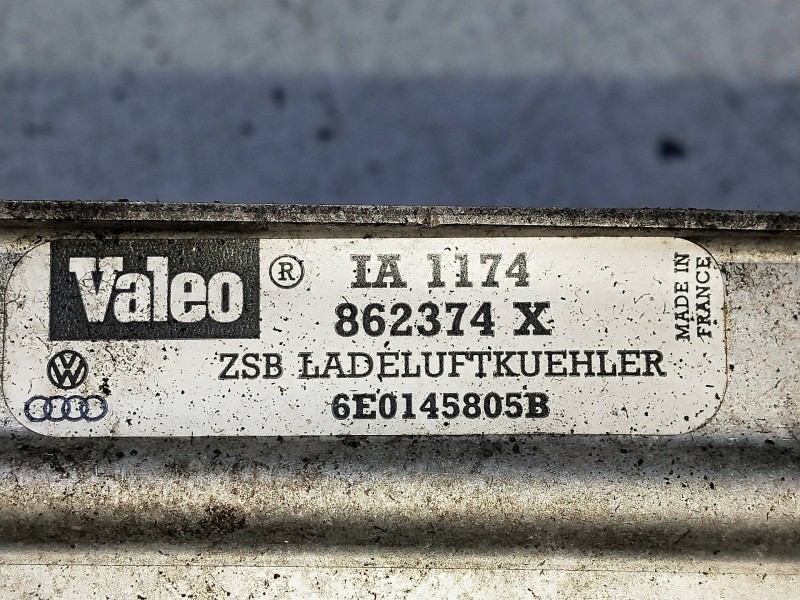 Valeo ® IA 1174
862374 X
ZSB LADELUFTKUEHLER
6E0145805B
MADE IN
FRANCE